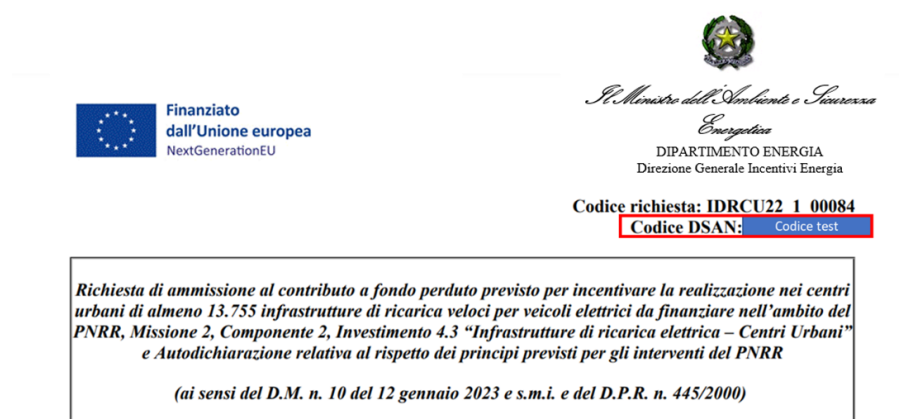 Finanziato
dall'Unione europea
NextGenerationEU
Il Ministro dell'Ambiente e Sicurezza
Energetica
DIPARTIMENTO ENERGIA
Direzione Generale Incentivi Energia
Codice richiesta: IDRCU22_1_00084
Codice DSAN: Codice test
Richiesta di ammissione al contributo a fondo perduto previsto per incentivare la realizzazione nei centri
urbani di almeno 13.755 infrastrutture di ricarica veloci per veicoli elettrici da finanziare nell'ambito del
PNRR, Missione 2, Componente 2, Investimento 4.3 “Infrastrutture di ricarica elettrica – Centri Urbani”
e Autodichiarazione relativa al rispetto dei principi previsti per gli interventi del PNRR
(ai sensi del D.M. n. 10 del 12 gennaio 2023 e s.m.i. e del D.P.R. n. 445/2000)